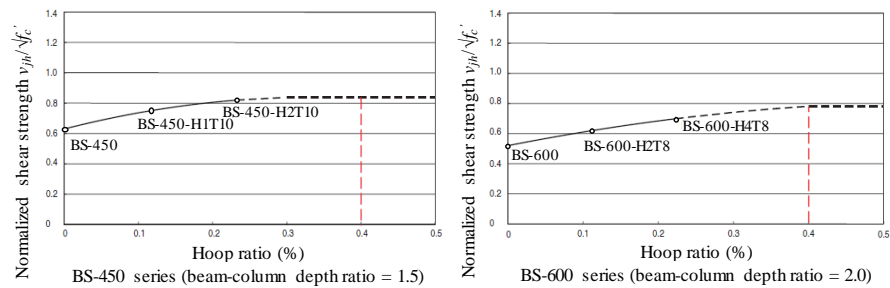 Normalized shear strength vjh/√fc'
1.4
1.2
1.0
0.8
0.6
0.4
0.2
0
BS-450
BS-450-H1T10
BS-450-H2T10
0
0.1
0.2
0.3
0.4
0.5
Hoop ratio (%)
BS-450 series (beam-column depth ratio = 1.5)
Normalized shear strength vjh/√fc'
1.4
1.2
1.0
0.8
0.6
0.4
0.2
0
BS-600
BS-600-H2T8
BS-600-H4T8
0
0.1
0.2
0.3
0.4
0.5
Hoop ratio (%)
BS-600 series (beam-column depth ratio = 2.0)